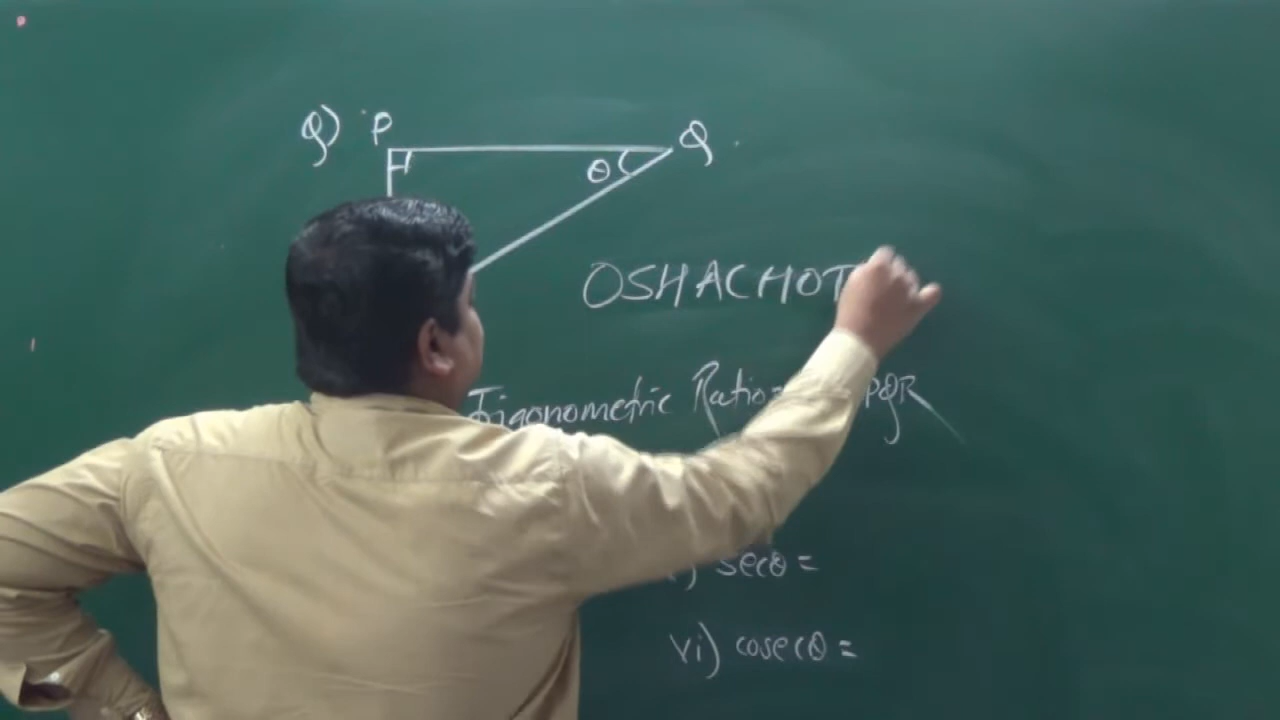 Q) P Q
θ
OSHACHOT
Trigonometric Ratio PQR
secθ =
vi) cosecθ =